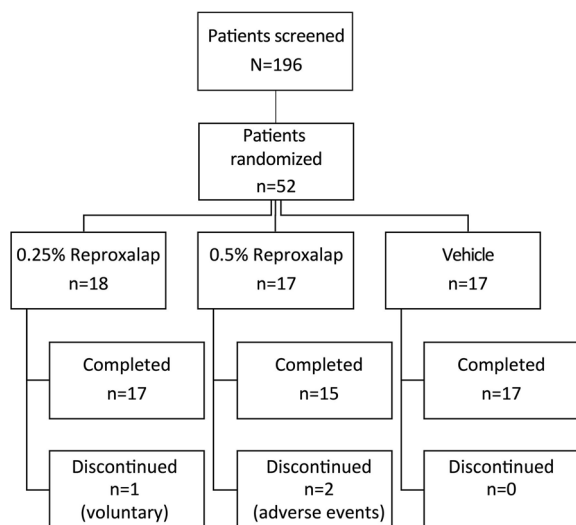 Patients screened
N=196
Patients
randomized
n=52
0.25% Reproxalap
n=18
0.5% Reproxalap
n=17
Vehicle
n=17
Completed
n=17
Completed
n=15
Completed
n=17
Discontinued
n=1
(voluntary)
Discontinued
n=2
(adverse events)
Discontinued
n=0